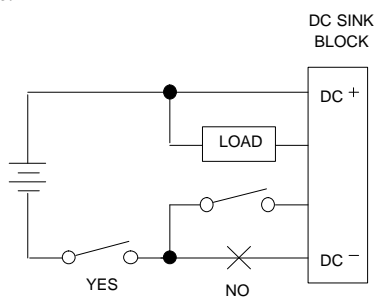 DC SINK
BLOCK
DC +
LOAD
DC −
YES
NO